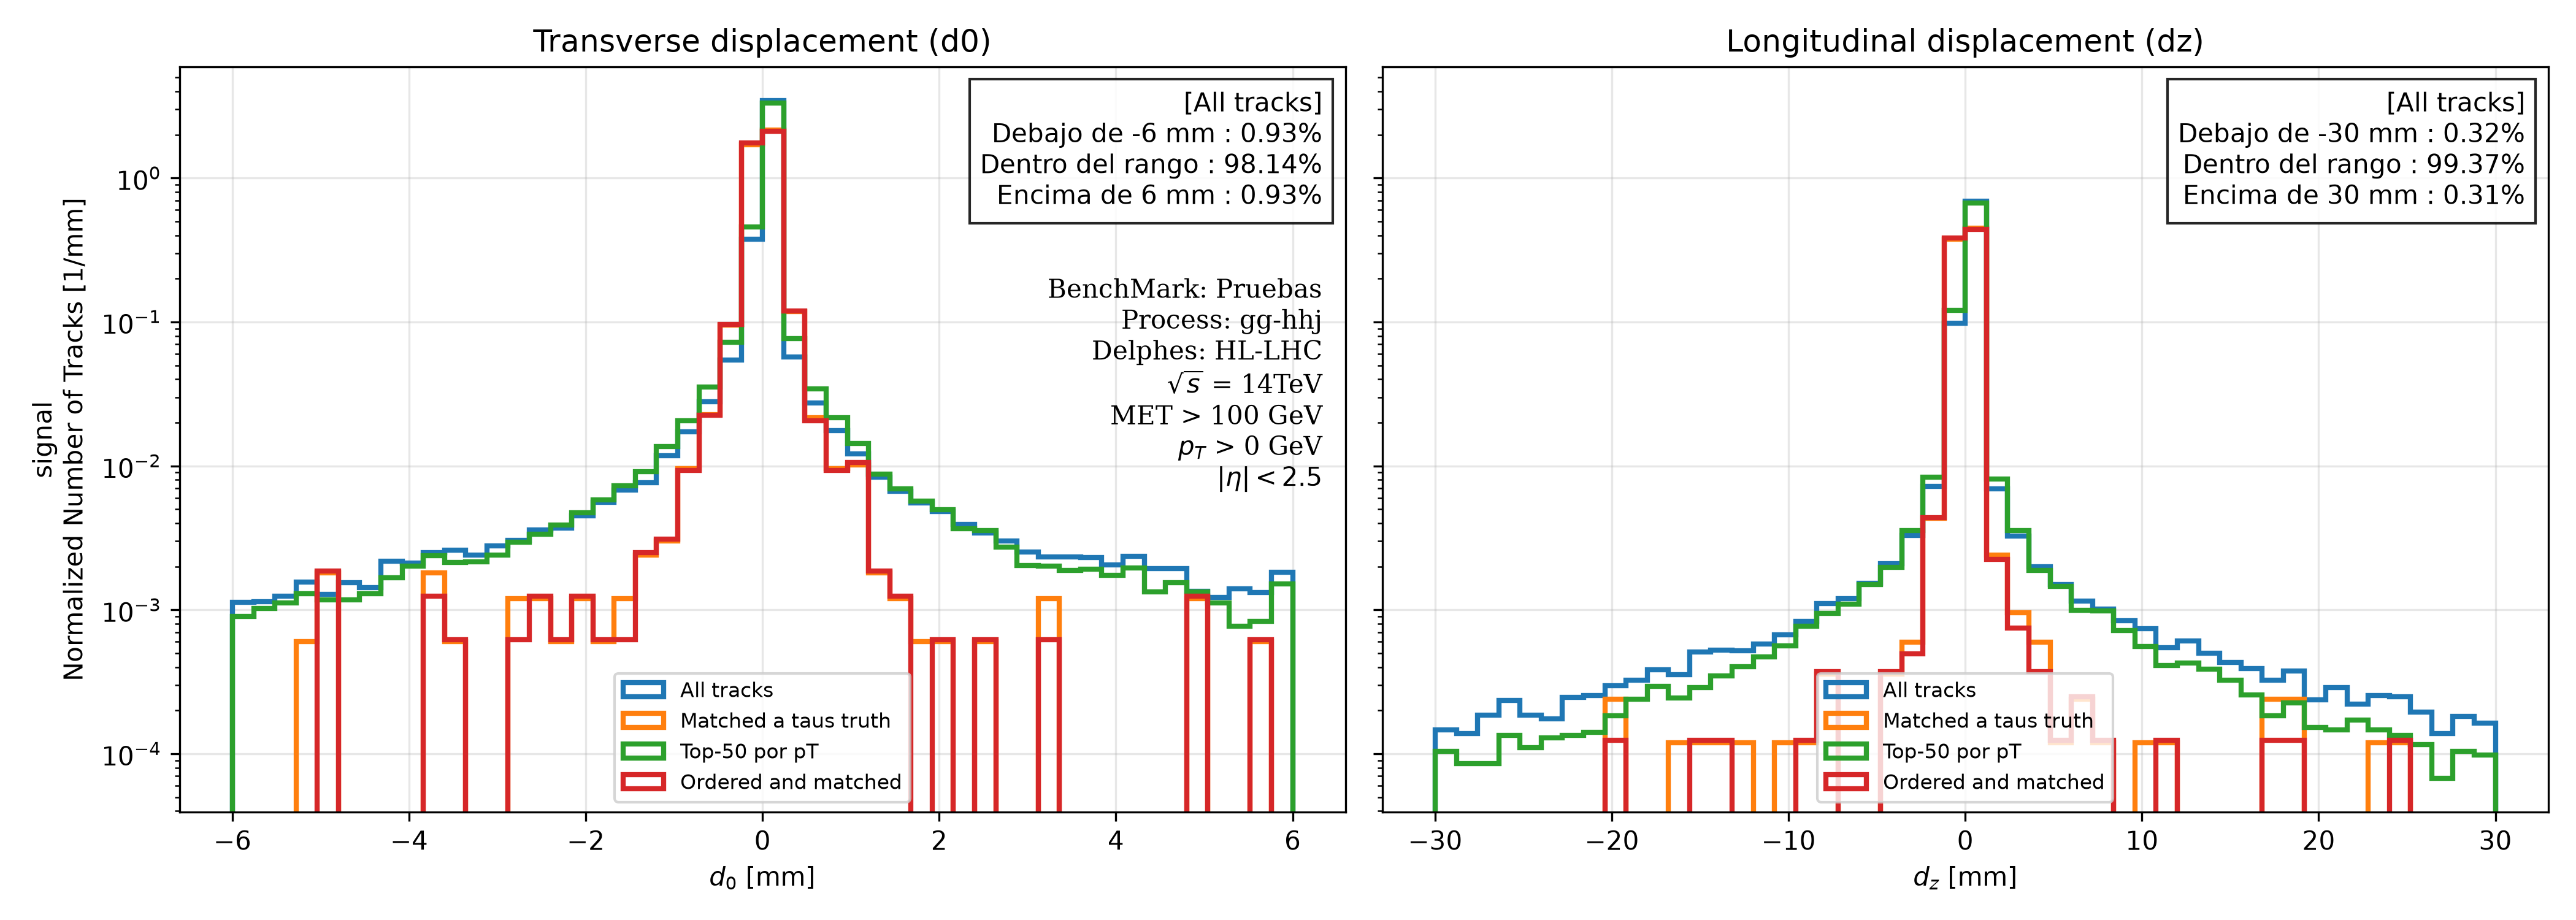 Transverse displacement (d0)
[All tracks]
Debajo de -6 mm : 0.93%
Dentro del rango : 98.14%
Encima de 6 mm : 0.93%
BenchMark: Pruebas
Process: gg-hhj
Delphes: HL-LHC
√s = 14TeV
MET > 100 GeV
pT > 0 GeV
|η| < 2.5
signal
Normalized Number of Tracks [1/mm]
10⁰
10⁻¹
10⁻²
10⁻³
10⁻⁴
All tracks
Matched a taus truth
Top-50 por pT
Ordered and matched
−6 −4 −2 0 2 4 6
d₀ [mm]
Longitudinal displacement (dz)
[All tracks]
Debajo de -30 mm : 0.32%
Dentro del rango : 99.37%
Encima de 30 mm : 0.31%
All tracks
Matched a taus truth
Top-50 por pT
Ordered and matched
−30 −20 −10 0 10 20 30
dz [mm]